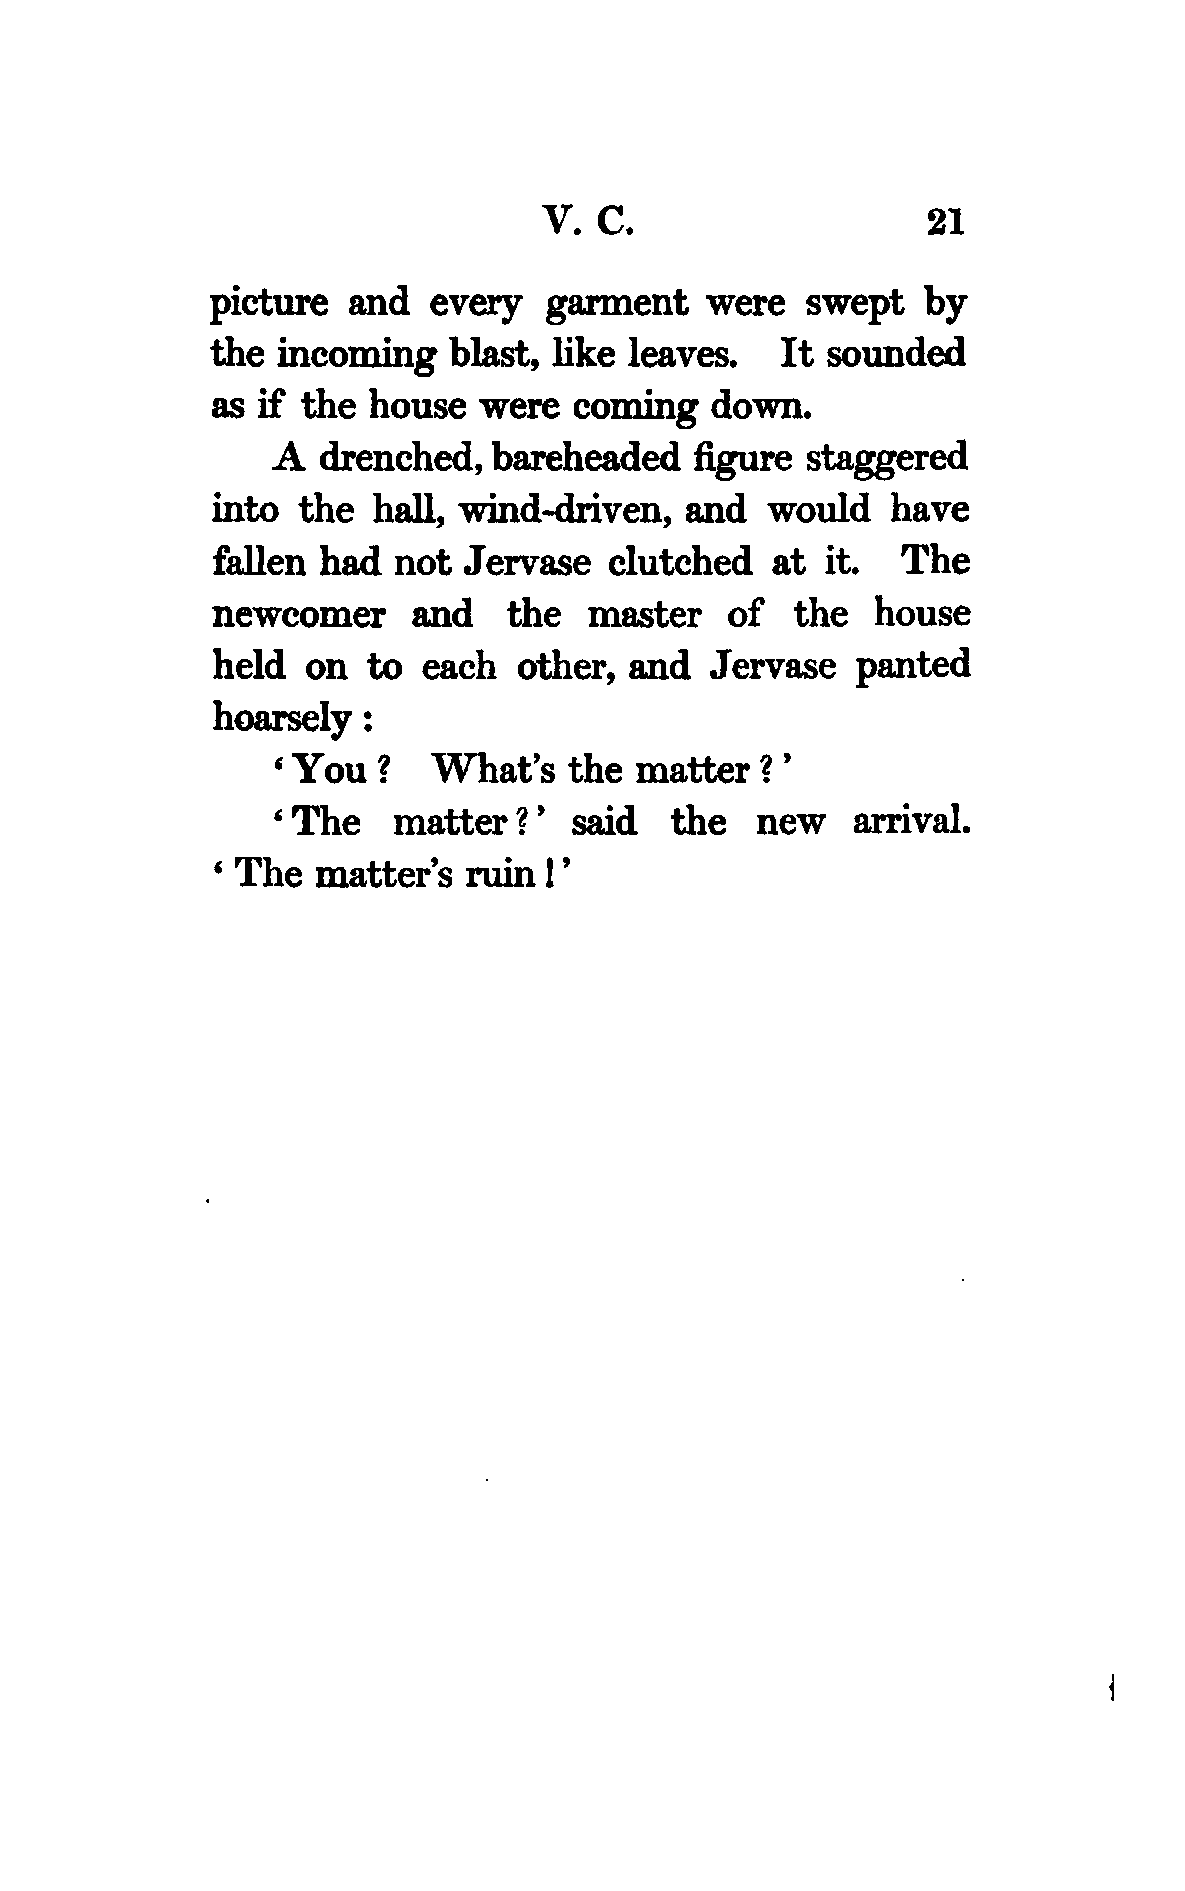 V. C. 21
picture and every garment were swept by
the incoming blast, like leaves. It sounded
as if the house were coming down.
A drenched, bareheaded figure staggered
into the hall, wind-driven, and would have
fallen had not Jervase clutched at it. The
newcomer and the master of the house
held on to each other, and Jervase panted
hoarsely :
‘ You ? What’s the matter ? ’
‘ The matter ? ’ said the new arrival.
‘ The matter’s ruin ! ’